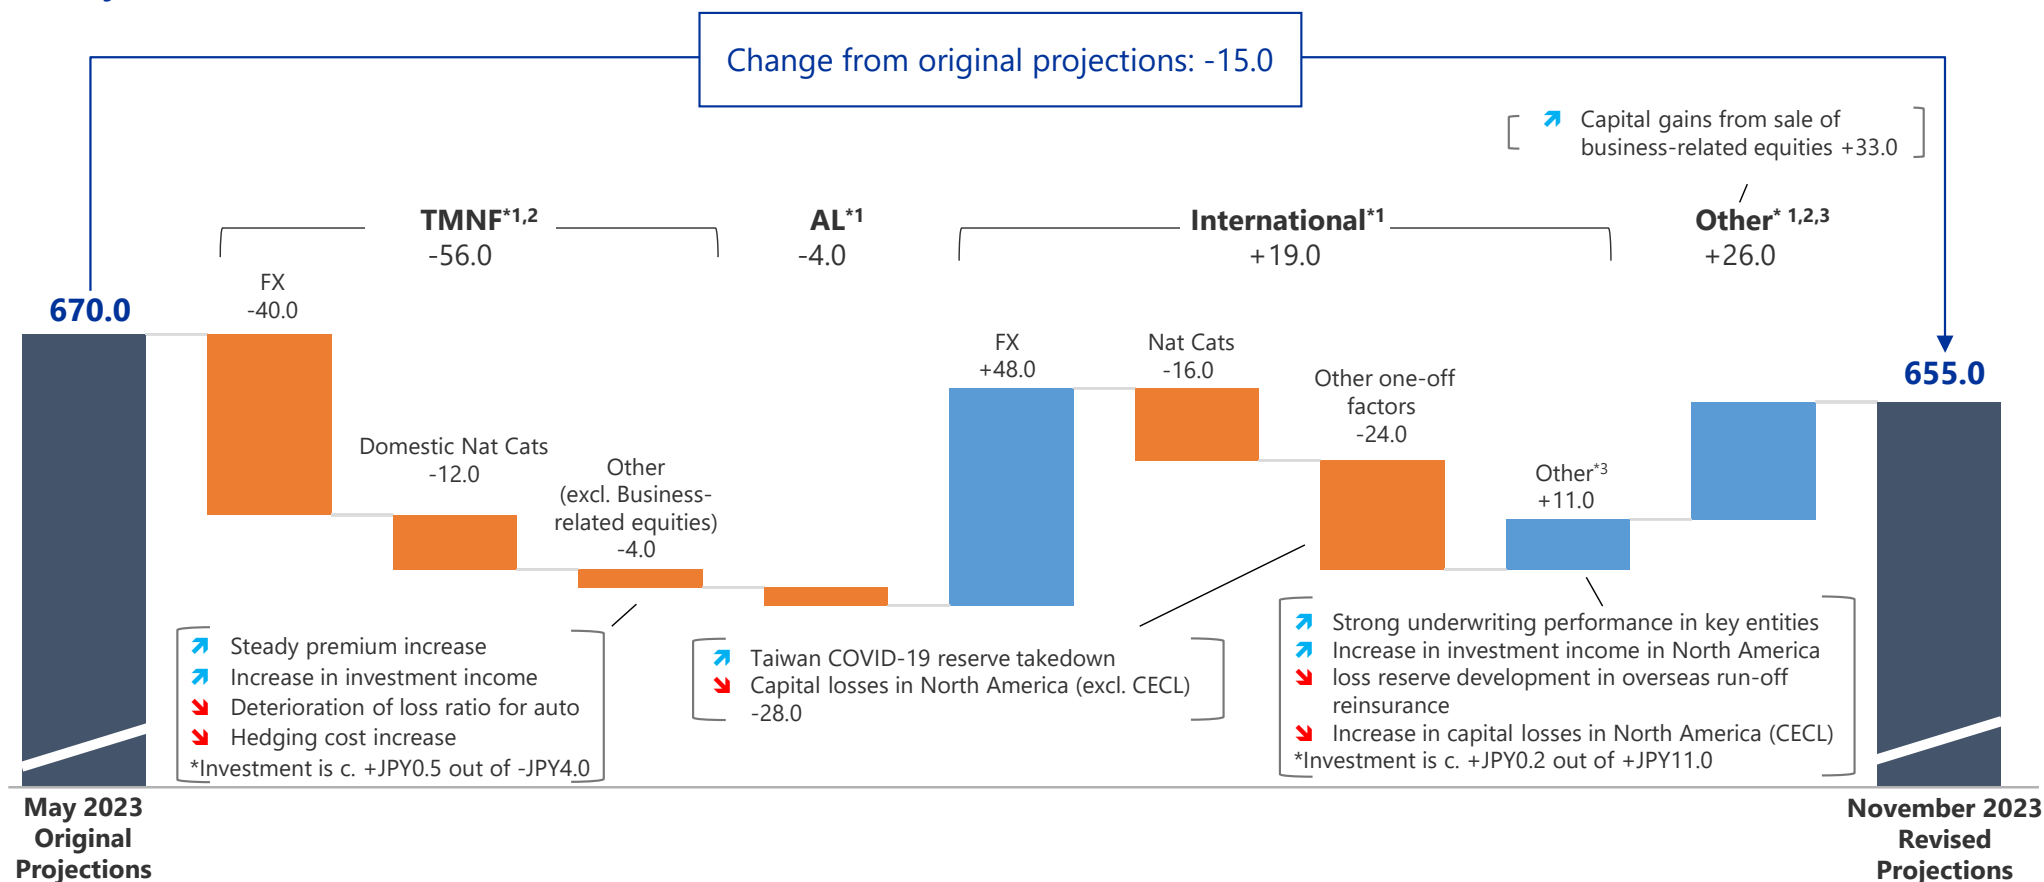 Change from original projections: -15.0
Capital gains from sale of
business-related equities +33.0
TMNF*1,2
-56.0
AL*1
-4.0
International*1
+19.0
Other* 1,2,3
+26.0
670.0
FX
-40.0
Domestic Nat Cats
-12.0
Other
(excl. Business-
related equities)
-4.0
FX
+48.0
Nat Cats
-16.0
Other one-off
factors
-24.0
Other*3
+11.0
655.0
Steady premium increase
Increase in investment income
Deterioration of loss ratio for auto
Hedging cost increase
*Investment is c. +JPY0.5 out of -JPY4.0
Taiwan COVID-19 reserve takedown
Capital losses in North America (excl. CECL)
-28.0
Strong underwriting performance in key entities
Increase in investment income in North America
loss reserve development in overseas run-off
reinsurance
Increase in capital losses in North America (CECL)
*Investment is c. +JPY0.2 out of +JPY11.0
May 2023
Original
Projections
November 2023
Revised
Projections